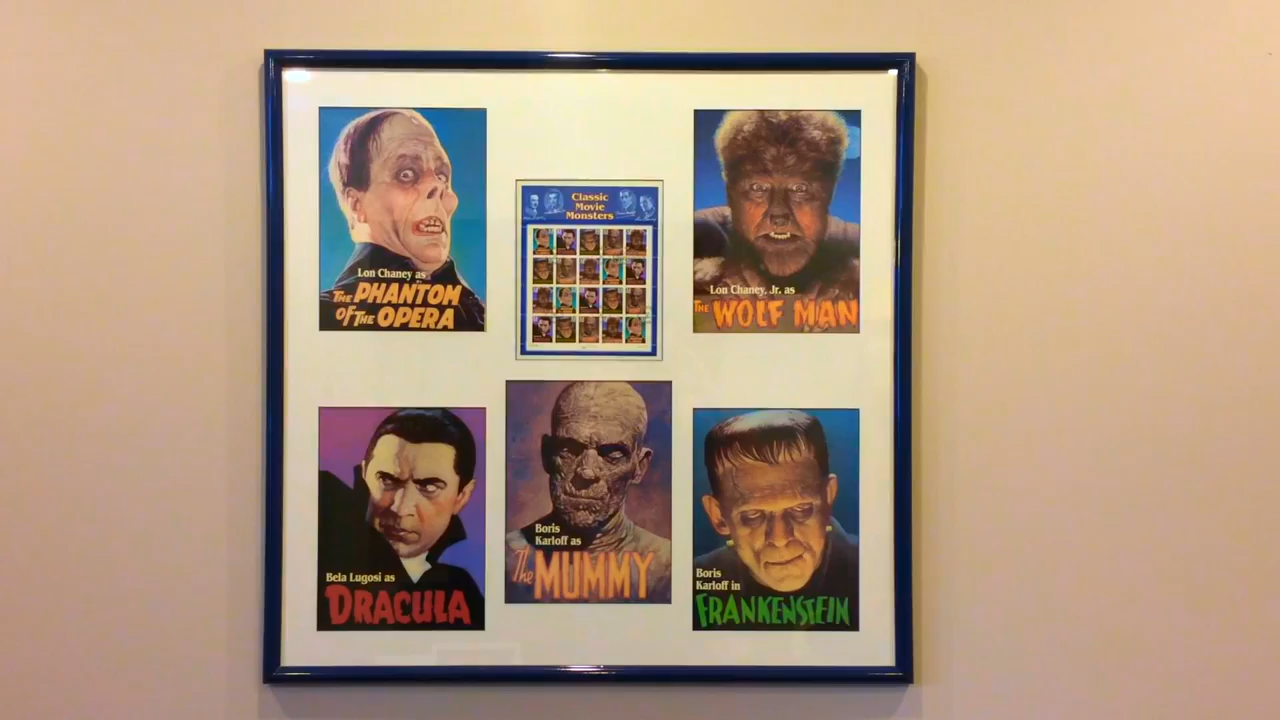 Lon Chaney as
THE PHANTOM
OF THE OPERA
Classic
Movie
Monsters
Lon Chaney, Jr. as
THE WOLF MAN
Bela Lugosi as
DRACULA
Boris
Karloff as
The MUMMY
Boris
Karloff in
FRANKENSTEIN